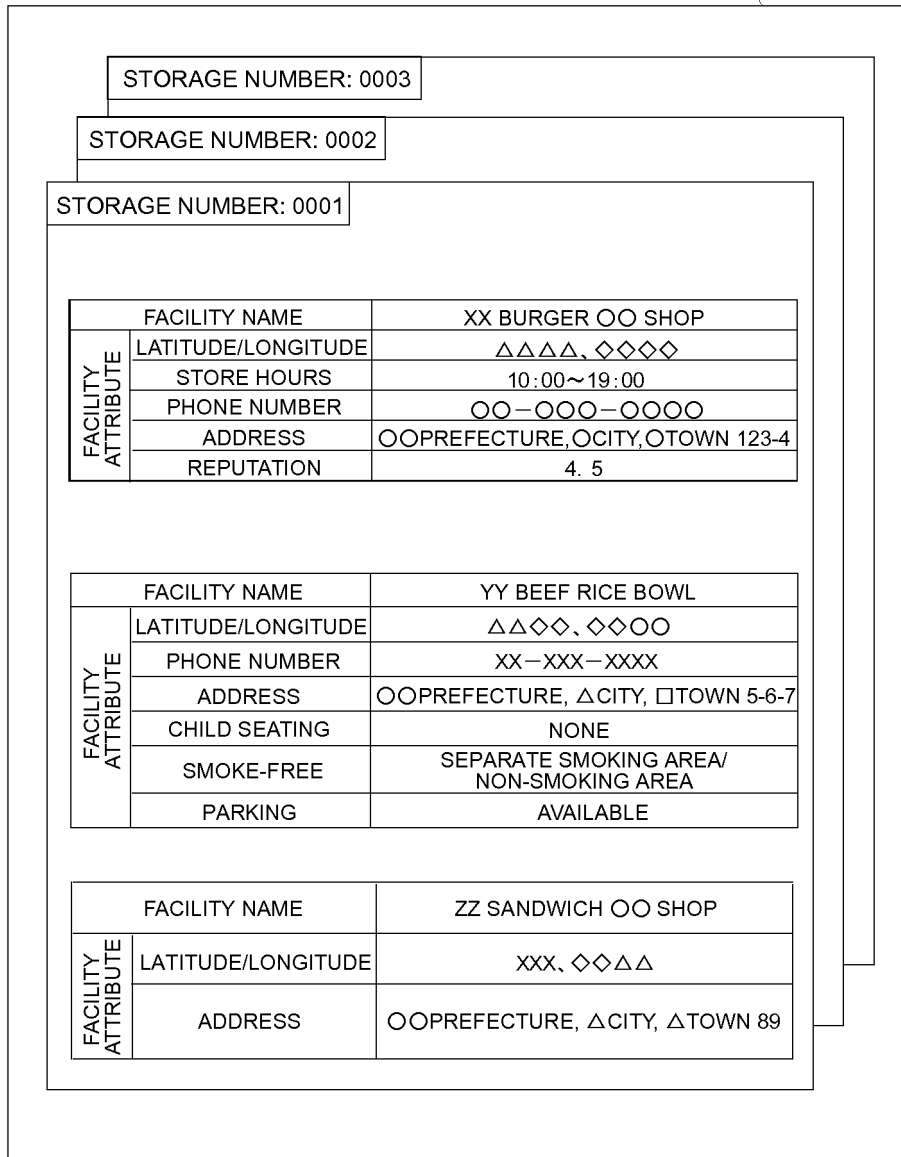 STORAGE NUMBER: 0003
STORAGE NUMBER: 0002
STORAGE NUMBER: 0001
FACILITY NAME XX BURGER ○○ SHOP
FACILITY ATTRIBUTE
LATITUDE/LONGITUDE △△△△、◇◇◇◇
STORE HOURS 10:00~19:00
PHONE NUMBER ○○-○○○-○○○○
ADDRESS ○○PREFECTURE,○CITY,○TOWN 123-4
REPUTATION 4. 5
FACILITY NAME YY BEEF RICE BOWL
FACILITY ATTRIBUTE
LATITUDE/LONGITUDE △△◇◇、◇◇○○
PHONE NUMBER XX-XXX-XXXX
ADDRESS ○○PREFECTURE, △CITY, □TOWN 5-6-7
CHILD SEATING NONE
SMOKE-FREE SEPARATE SMOKING AREA/
NON-SMOKING AREA
PARKING AVAILABLE
FACILITY NAME ZZ SANDWICH ○○ SHOP
FACILITY ATTRIBUTE
LATITUDE/LONGITUDE XXX、◇◇△△
ADDRESS ○○PREFECTURE, △CITY, △TOWN 89